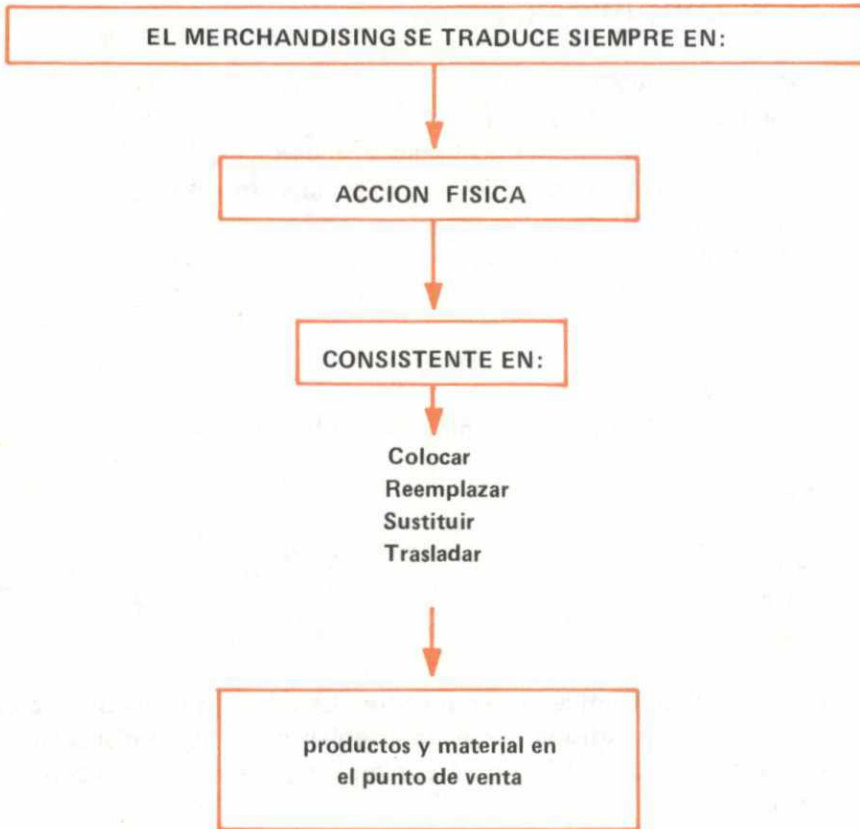 EL MERCHANDISING SE TRADUCE SIEMPRE EN:
ACCION FISICA
CONSISTENTE EN:
Colocar
Reemplazar
Sustituir
Trasladar
productos y material en
el punto de venta